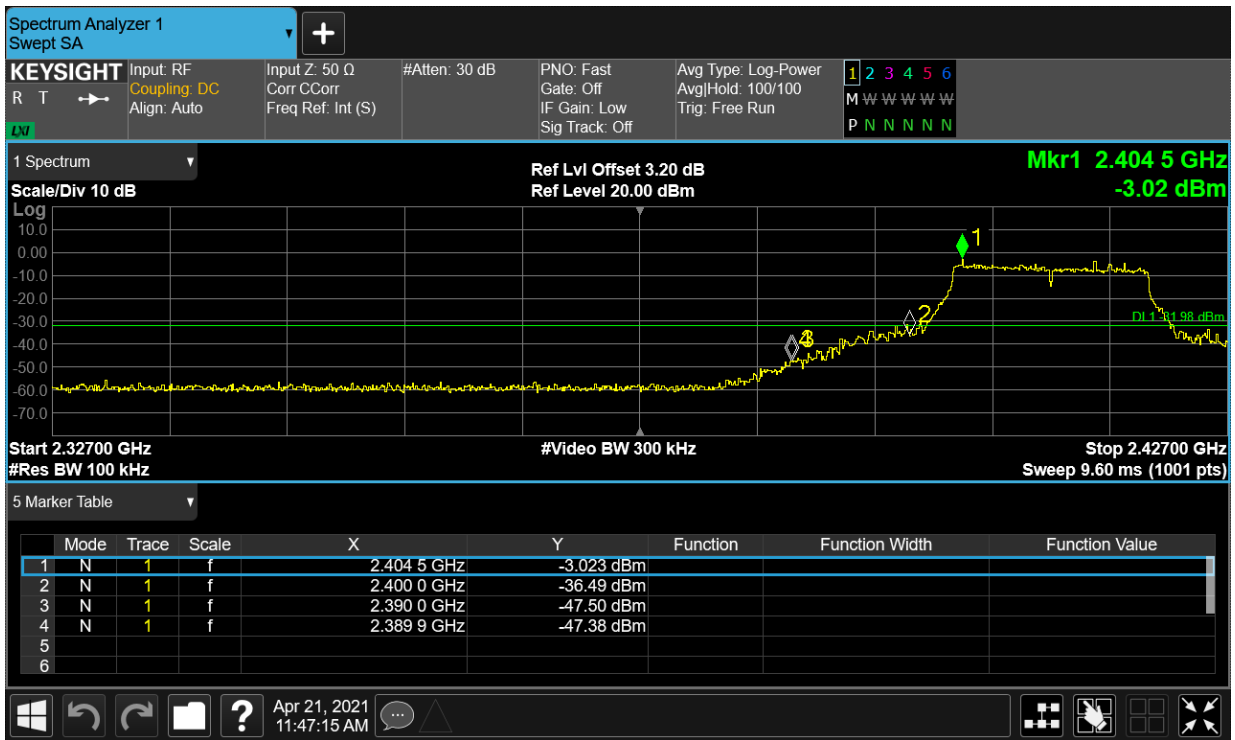 Spectrum Analyzer 1
Swept SA
+
KEYSIGHT Input: RF Input Z: 50 Ω #Atten: 30 dB PNO: Fast Avg Type: Log-Power 1 2 3 4 5 6
R T Coupling: DC Corr CCorr Gate: Off Avg|Hold: 100/100 M W W W W W
Align: Auto Freq Ref: Int (S) IF Gain: Low Trig: Free Run
LXI Sig Track: Off P N N N N N N
1 Spectrum Ref Lvl Offset 3.20 dB Mkr1 2.404 5 GHz
Scale/Div 10 dB Ref Level 20.00 dBm -3.02 dBm
Log
10.0
1
0.00
-10.0
-20.0
2
-30.0 DL1 -31.98 dBm
-40.0
-50.0
-60.0
-70.0
Start 2.32700 GHz #Video BW 300 kHz Stop 2.42700 GHz
#Res BW 100 kHz Sweep 9.60 ms (1001 pts)
5 Marker Table
Mode Trace Scale X Y Function Function Width Function Value
1 N 1 f 2.404 5 GHz -3.023 dBm
2 N 1 f 2.400 0 GHz -36.49 dBm
3 N 1 f 2.390 0 GHz -47.50 dBm
4 N 1 f 2.389 9 GHz -47.38 dBm
5
6
? Apr 21, 2021
11:47:15 AM